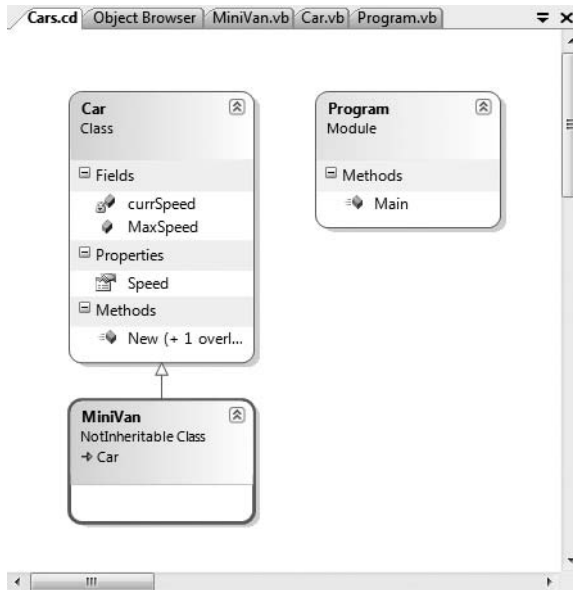 Cars.cd Object Browser MiniVan.vb Car.vb Program.vb
Car
Class
Fields
currSpeed
MaxSpeed
Properties
Speed
Methods
New (+ 1 overl...
MiniVan
NotInheritable Class
Car
Program
Module
Methods
Main